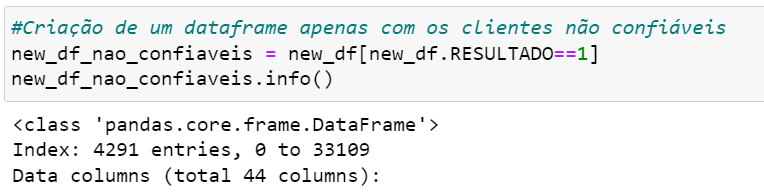 #Criação de um dataframe apenas com os clientes não confiáveis
new_df_nao_confiaveis = new_df[new_df.RESULTADO==1]
new_df_nao_confiaveis.info()
<class 'pandas.core.frame.DataFrame'>
Index: 4291 entries, 0 to 33109
Data columns (total 44 columns):